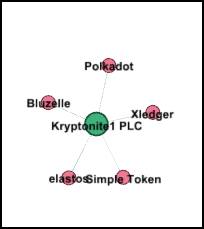 Polkadot
Bluzelle
Xledger
Kryptonite1 PLC
elastos
Simple Token